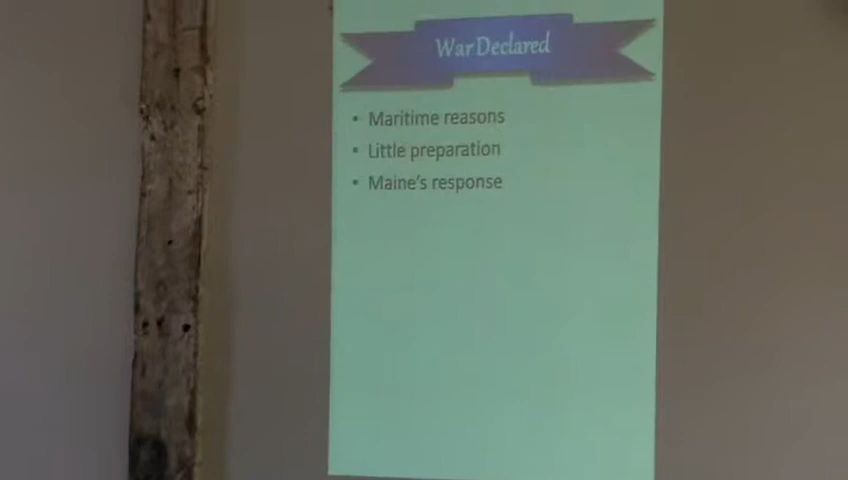 War Declared
• Maritime reasons
• Little preparation
• Maine's response